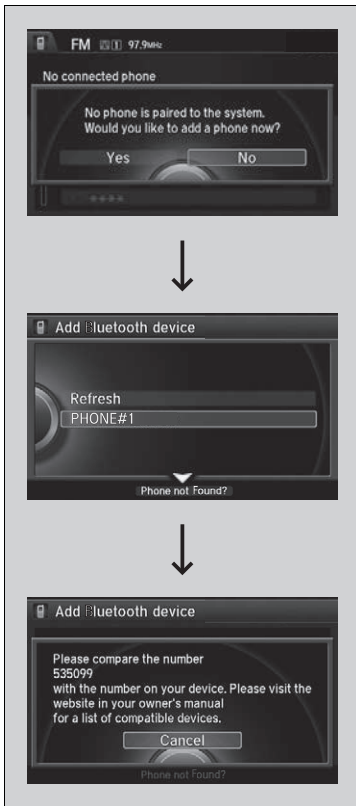 FM 97.9MHz
No connected phone
No phone is paired to the system.
Would you like to add a phone now?
Yes No
Add Bluetooth device
Refresh
PHONE#1
Phone not Found?
Add Bluetooth device
Please compare the number
535099
with the number on your device. Please visit the
website in your owner's manual
for a list of compatible devices.
Cancel
Phone not Found?